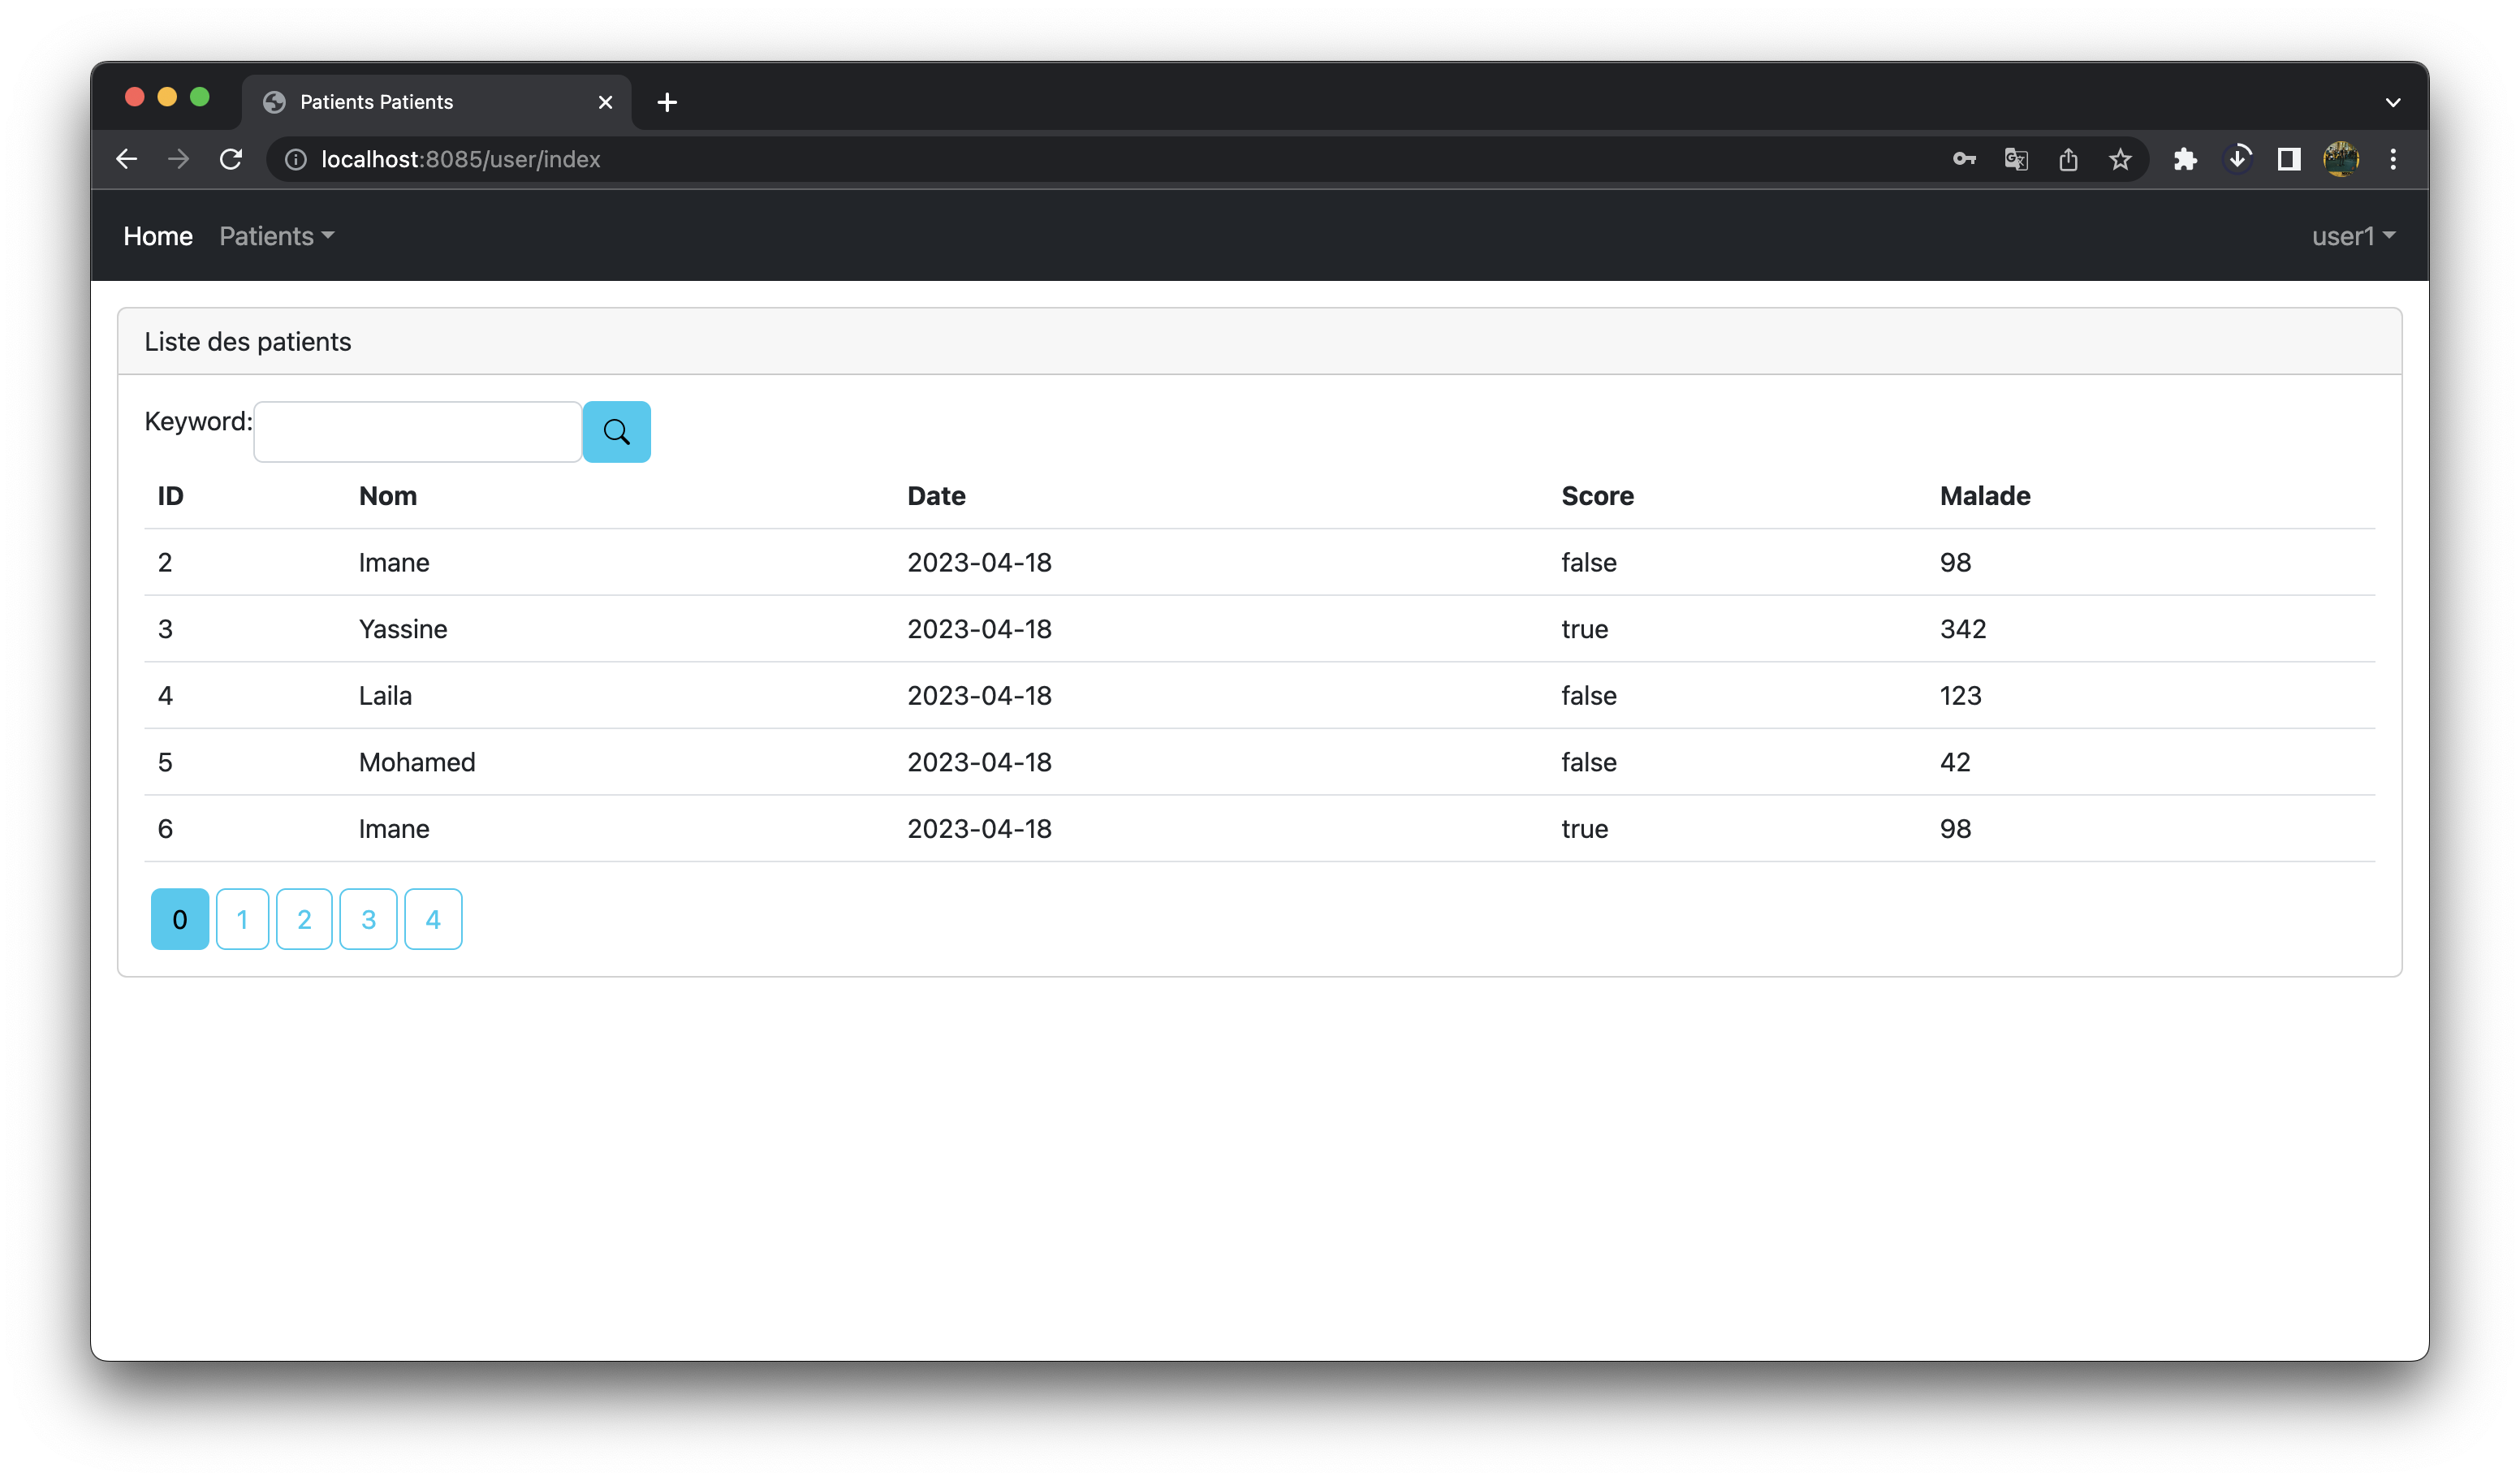 Patients Patients
localhost:8085/user/index
Home Patients user1
Liste des patients
Keyword:
ID Nom Date Score Malade
2 Imane 2023-04-18 false 98
3 Yassine 2023-04-18 true 342
4 Laila 2023-04-18 false 123
5 Mohamed 2023-04-18 false 42
6 Imane 2023-04-18 true 98
0 1 2 3 4